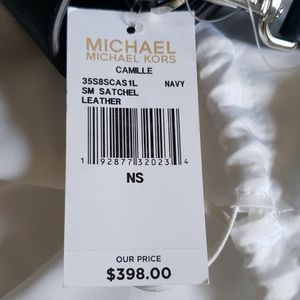 MICHAEL
MICHAEL KORS
CAMILLE
35S8SCAS1L NAVY
SM SATCHEL
LEATHER
1 92877 32023 4
NS
OUR PRICE
$398.00